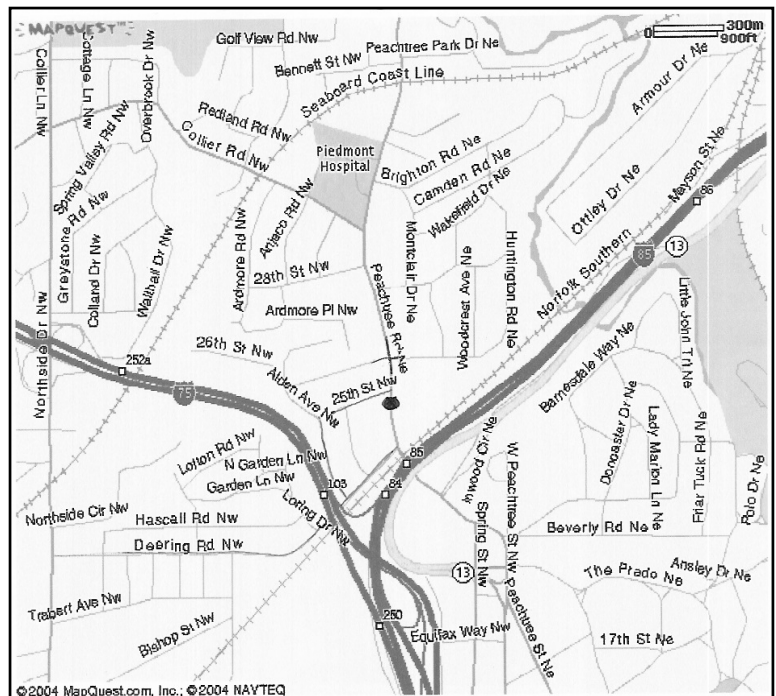 MAPQUEST
300m
900ft
Golf View Rd Nw
Peachtree Park Dr Ne
Bennett St Nw
Seaboard Coast Line
Collier Ln Nw
Cottage Ln Nw
Overbrook Dr Nw
Armour Dr Ne
Redland Rd Nw
Collier Rd Nw
Piedmont
Hospital
Brighton Rd Ne
Camden Rd Ne
Wakefield Dr Ne
Spring Valley Rd Nw
Greystone Rd Nw
Colland Dr Nw
Wallhall Dr Nw
Ardmore Rd Nw
Anjaco Rd Nw
28th St Nw
Ardmore Pl Nw
Peachtree Rd Ne
Montclair Dr Ne
Woodcrest Ave Ne
Huntington Rd Ne
Ottley Dr Ne
Mayson St Ne
86
13
85
Norfolk Southern
Little John Trl Ne
Northside Dr Nw
252a
75
26th St Nw
Alden Ave Nw
25th St Nw
Barnesdale Way Ne
Doncaster Dr Ne
Lady Marion Ln Ne
Friar Tuck Rd Ne
Polo Dr Ne
Lofton Rd Nw
N Garden Ln Nw
Garden Ln Nw
103
84
85
Inwood Cir Ne
W Peachtree St Nw
Spring St Nw
Northside Cir Nw
Hascall Rd Nw
Deering Rd Nw
Loring Dr Nw
Beverly Rd Ne
13
The Prado Ne
Ansley Dr Ne
Trabert Ave Nw
Bishop St Nw
250
Equifax Way Nw
Peachtree St Ne
17th St Ne
©2004 MapQuest.com, Inc.; ©2004 NAVTEQ